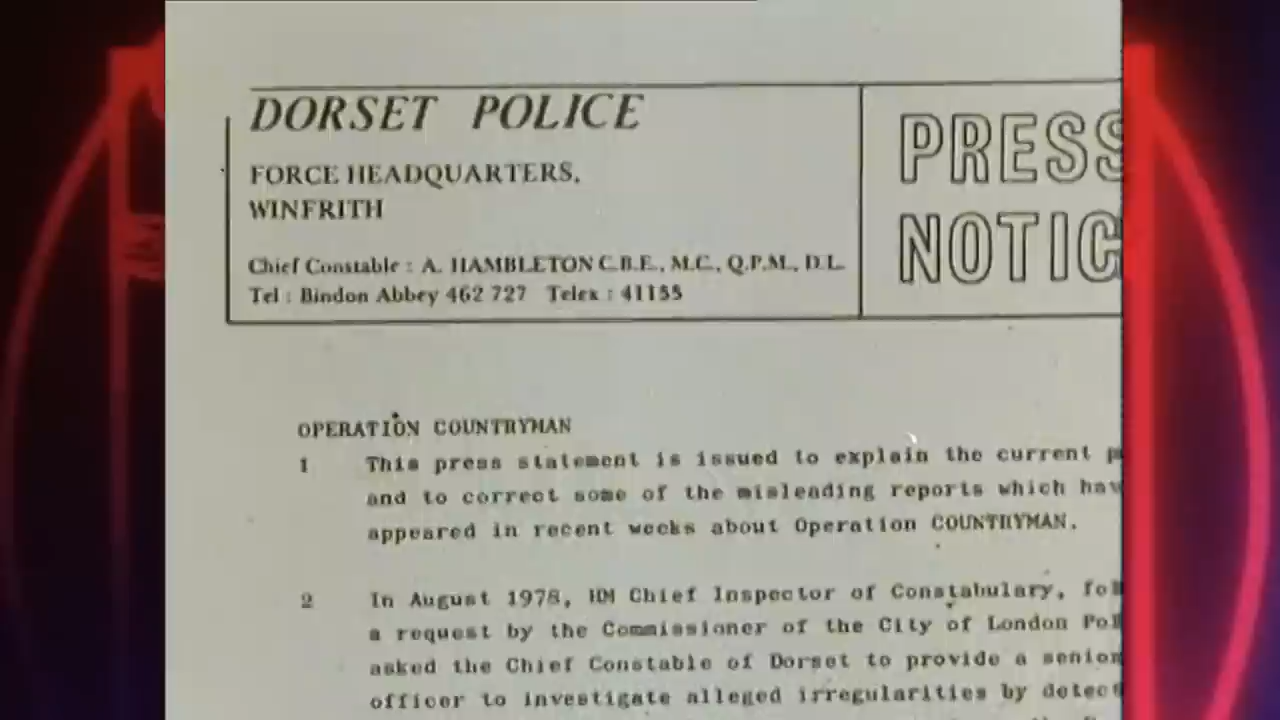 DORSET POLICE
FORCE HEADQUARTERS,
WINFRITH
Chief Constable : A. HAMBLETON C.B.E., M.C., Q.P.M., D.L.
Tel : Bindon Abbey 462 727 Telex : 41155
PRESS
NOTIC
OPERATION COUNTRYMAN
1 This press statement is issued to explain the current
and to correct some of the misleading reports which hav
appeared in recent weeks about Operation COUNTRYMAN.
2 In August 1978, HM Chief Inspector of Constabulary, fol
a request by the Commissioner of the City of London Pol
asked the Chief Constable of Dorset to provide a senior
officer to investigate alleged irregularities by detect